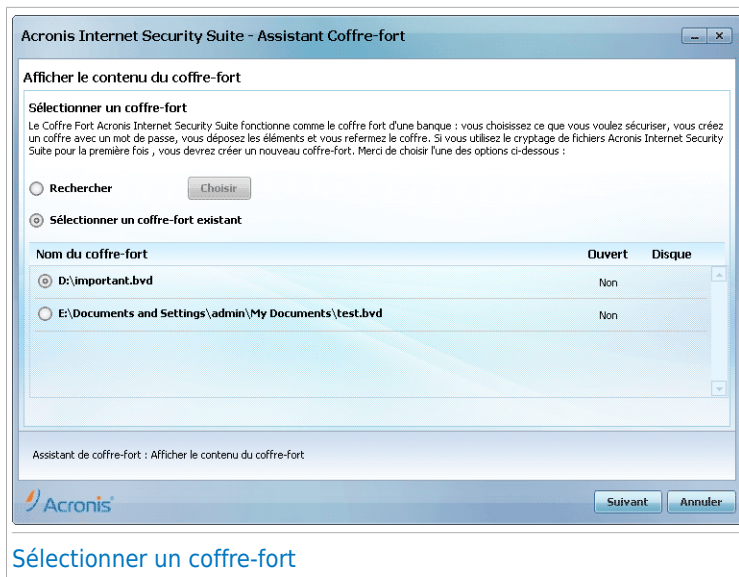 Acronis Internet Security Suite - Assistant Coffre-fort
Afficher le contenu du coffre-fort
Sélectionner un coffre-fort
Le Coffre Fort Acronis Internet Security Suite fonctionne comme le coffre fort d'une banque : vous choisissez ce que vous voulez sécuriser, vous créez
un coffre avec un mot de passe, vous déposez les éléments et vous refermez le coffre. Si vous utilisez le cryptage de fichiers Acronis Internet Security
Suite pour la première fois , vous devrez créer un nouveau coffre-fort. Merci de choisir l'une des options ci-dessous :
Rechercher Choisir
Sélectionner un coffre-fort existant
Nom du coffre-fort Ouvert Disque
D:\important.bvd Non
E:\Documents and Settings\admin\My Documents\test.bvd Non
Assistant de coffre-fort : Afficher le contenu du coffre-fort
Acronis Suivant Annuler
Sélectionner un coffre-fort